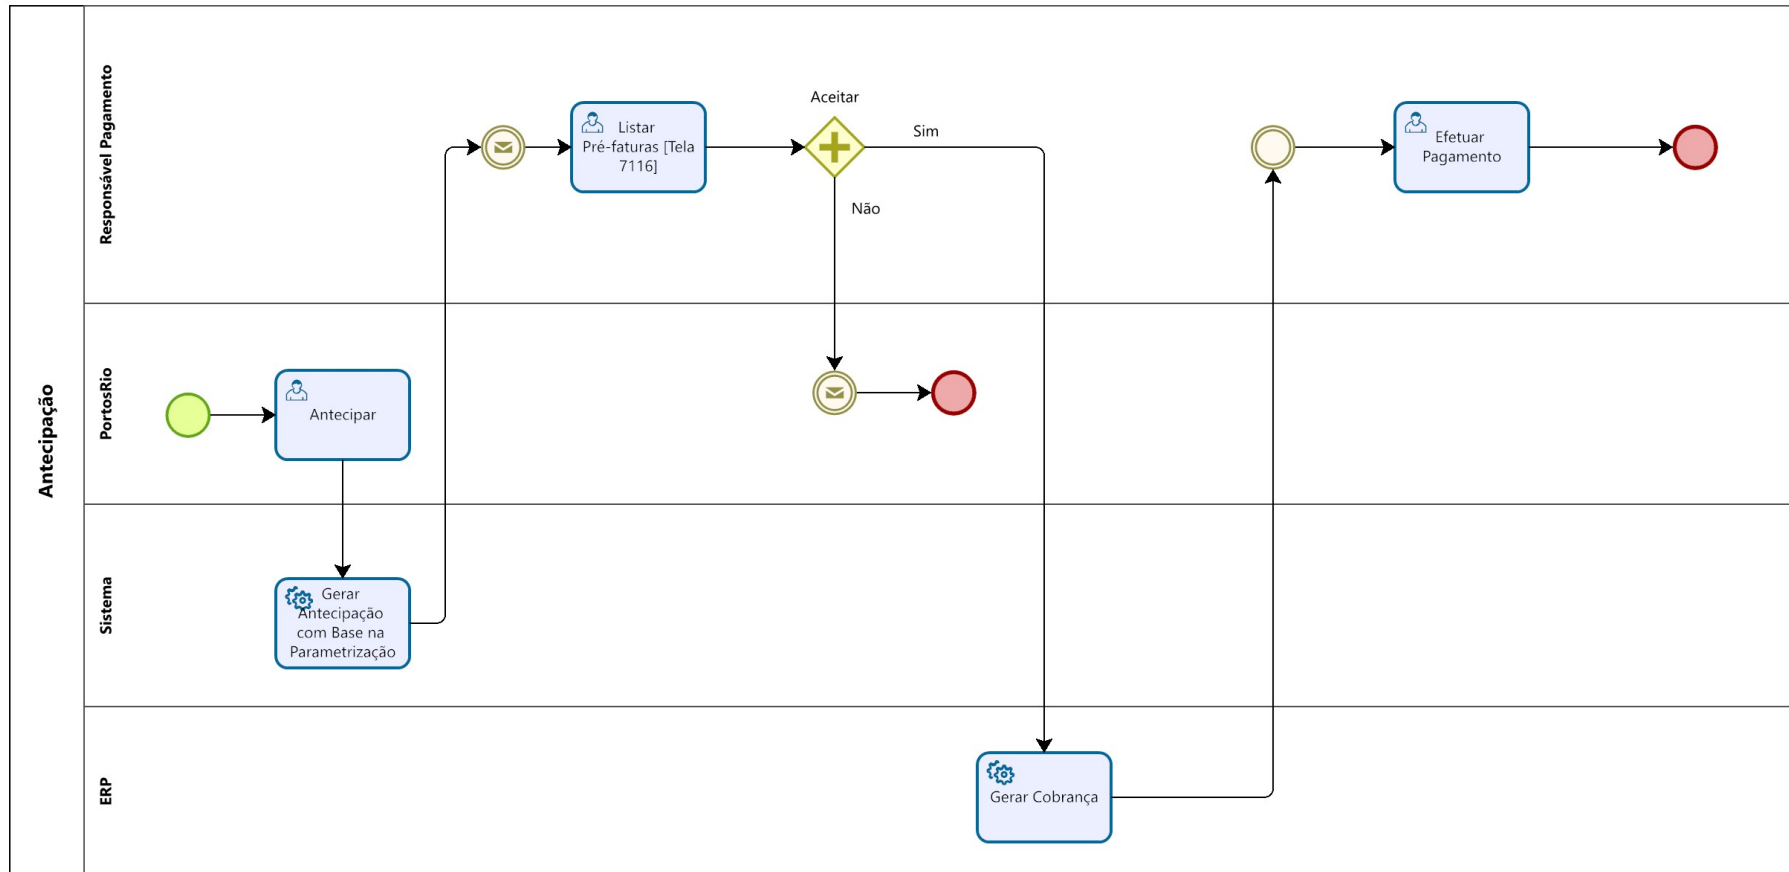 Antecipação
Responsável Pagamento
Listar
Pré-faturas [Tela
7116]
Aceitar
Sim
Não
Efetuar
Pagamento
PortosRio
Antecipar
Sistema
Gerar
Antecipação
com Base na
Parametrização
ERP
Gerar Cobrança